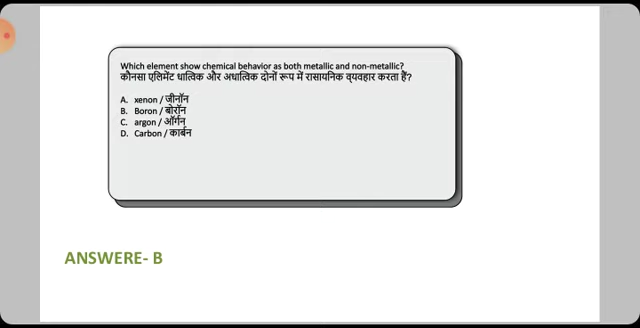 Which element show chemical behavior as both metallic and non-metallic?
कौनसा एलिमेंट धात्विक और अधात्विक दोनों रूप में रासायनिक व्यवहार करता हैं?
A. xenon / जीनॉन
B. Boron / बोरॉन
C. argon / ऑर्गन
D. Carbon / कार्बन
ANSWERE- B